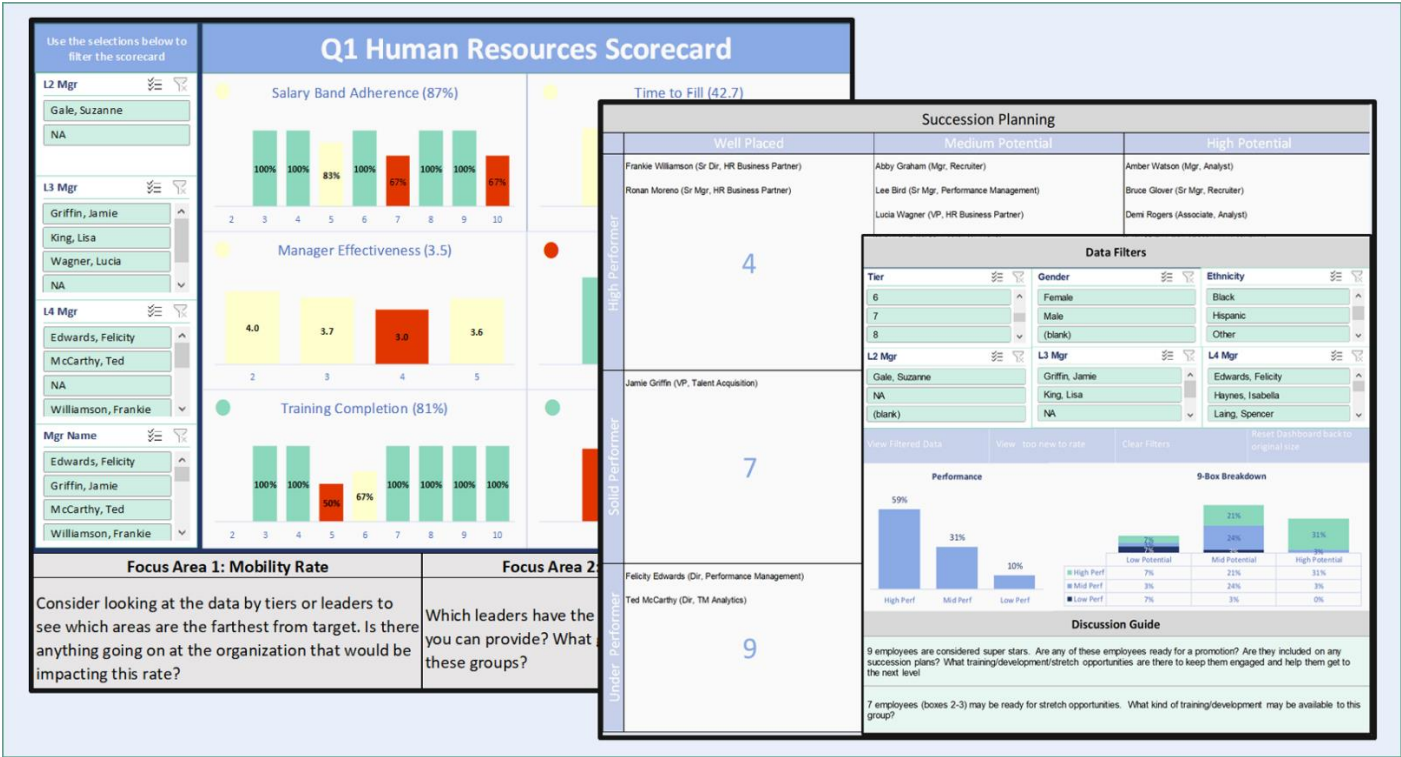 Use the selections below to
filter the scorecard
Q1 Human Resources Scorecard
L2 Mgr
Gale, Suzanne
NA
L3 Mgr
Griffin, Jamie
King, Lisa
Wagner, Lucia
NA
L4 Mgr
Edwards, Felicity
McCarthy, Ted
NA
Williamson, Frankie
Mgr Name
Edwards, Felicity
Griffin, Jamie
McCarthy, Ted
Williamson, Frankie
Salary Band Adherence (87%)
100% 100% 83% 100% 67% 100% 100% 67%
2 3 4 5 6 7 8 9 10
Time to Fill (42.7)
Manager Effectiveness (3.5)
4.0 3.7 3.0 3.6
2 3 4 5
Training Completion (81%)
100% 100% 50% 67% 100% 100% 100% 100%
2 3 4 5 6 7 8 9 10
Focus Area 1: Mobility Rate
Consider looking at the data by tiers or leaders to
see which areas are the farthest from target. Is there
anything going on at the organization that would be
impacting this rate?
Focus Area 2:
Which leaders have the
you can provide? What
these groups?
Succession Planning
Well Placed Medium Potential High Potential
High Performer
Frankie Williamson (Sr Dir, HR Business Partner)
Ronan Moreno (Sr Mgr, HR Business Partner)
4
Abby Graham (Mgr, Recruiter)
Lee Bird (Sr Mgr, Performance Management)
Lucia Wagner (VP, HR Business Partner)
Amber Watson (Mgr, Analyst)
Bruce Glover (Sr Mgr, Recruiter)
Demi Rogers (Associate, Analyst)
Solid Performer
Jamie Griffin (VP, Talent Acquisition)
7
Under Performer
Felicity Edwards (Dir, Performance Management)
Ted McCarthy (Dir, TM Analytics)
9
Data Filters
Tier
6
7
8
Gender
Female
Male
(blank)
Ethnicity
Black
Hispanic
Other
L2 Mgr
Gale, Suzanne
NA
(blank)
L3 Mgr
Griffin, Jamie
King, Lisa
NA
L4 Mgr
Edwards, Felicity
Haynes, Isabella
Laing, Spencer
View Filtered Data
View too new to rate
Clear Filters
Reset Dashboard back to
original size
Performance
59%
31%
10%
High Perf Mid Perf Low Perf
9-Box Breakdown
7%
7%
21%
24%
31%
Low Potential Mid Potential High Potential
High Perf 7% 21% 31%
Mid Perf 3% 24% 3%
Low Perf 7% 3% 0%
Discussion Guide
9 employees are considered super stars. Are any of these employees ready for a promotion? Are they included on any
succession plans? What training/development/stretch opportunities are there to keep them engaged and help them get to
the next level
7 employees (boxes 2-3) may be ready for stretch opportunities. What kind of training/development may be available to this
group?